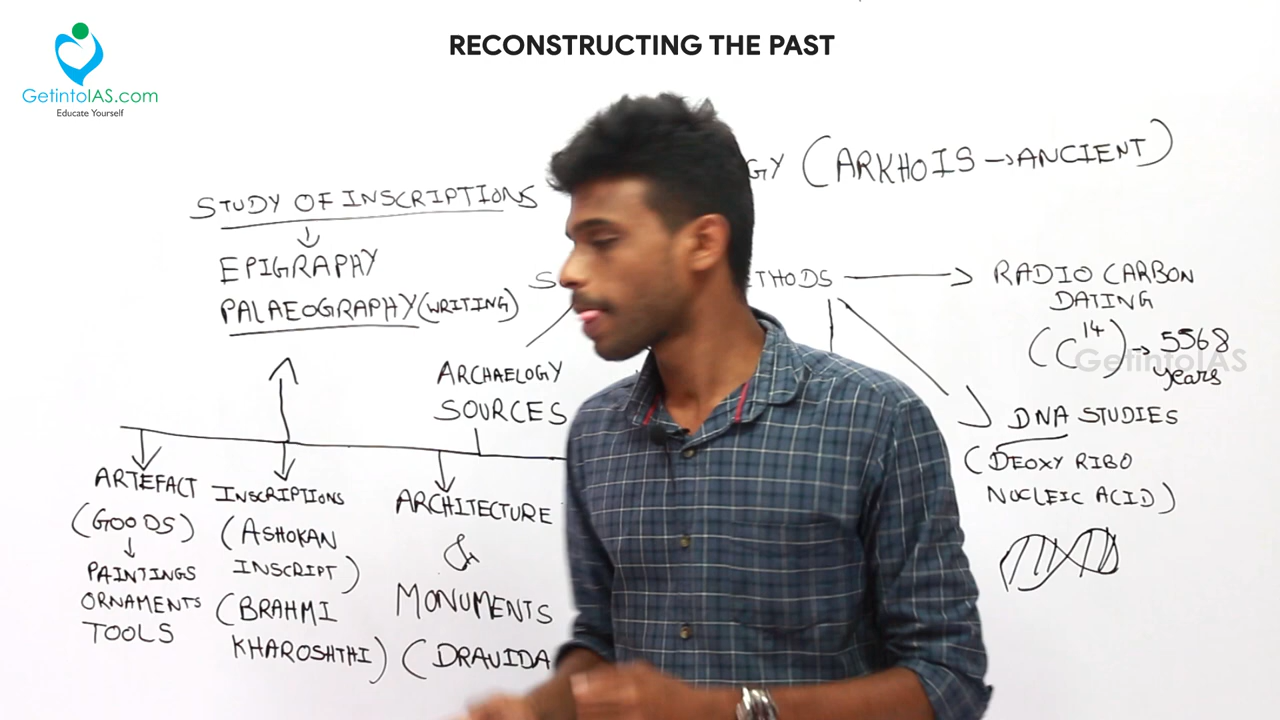 RECONSTRUCTING THE PAST
GetintoIAS.com
Educate Yourself
GY (ARKHOIS → ANCIENT)
STUDY OF INSCRIPTIONS
EPIGRAPHY
PALAEOGRAPHY (WRITING)
S
THODS
RADIO CARBON
DATING
(C14) → 5568
years
GetintoIAS
ARCHAELOGY
SOURCES
DNA STUDIES
(DEOXY RIBO
NUCLEIC ACID)
ARTEFACT
(GOODS)
PAINTINGS
ORNAMENTS
TOOLS
INSCRIPTIONS
(ASHOKAN
INSCRIPT)
(BRAHMI
KHAROSHTHI)
ARCHITECTURE
&
MONUMENTS
(DRAVIDA